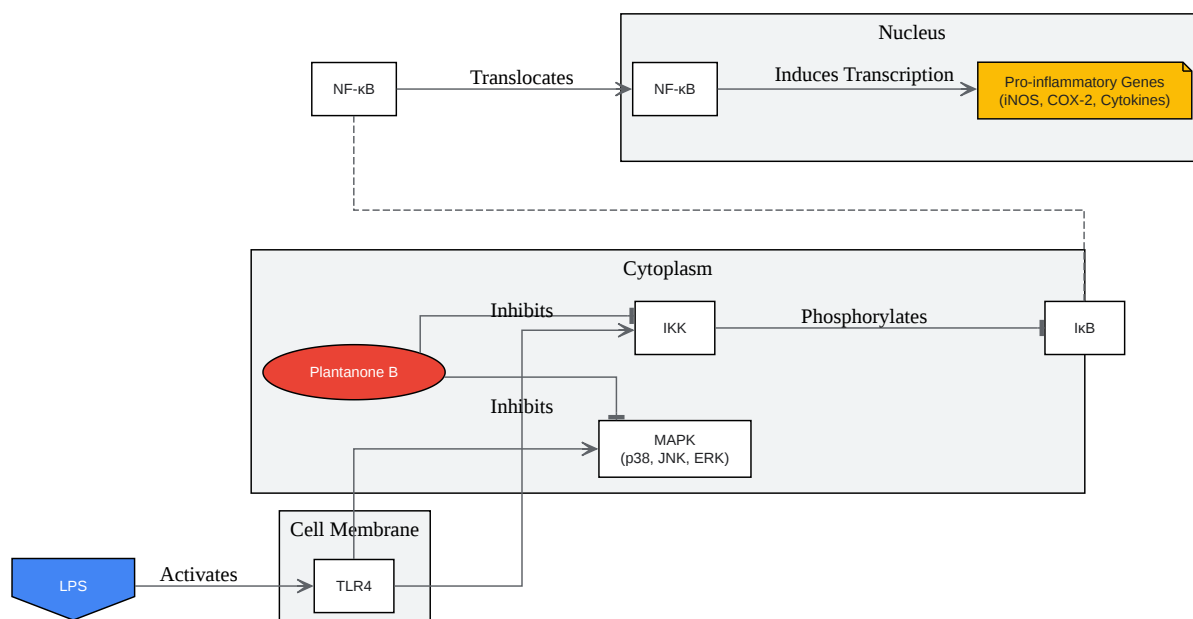 Nucleus
NF-κB
Translocates
NF-κB
Induces Transcription
Pro-inflammatory Genes
(iNOS, COX-2, Cytokines)
Cytoplasm
Inhibits
IKK
Phosphorylates
IκB
Plantanone B
Inhibits
MAPK
(p38, JNK, ERK)
Cell Membrane
LPS
Activates
TLR4